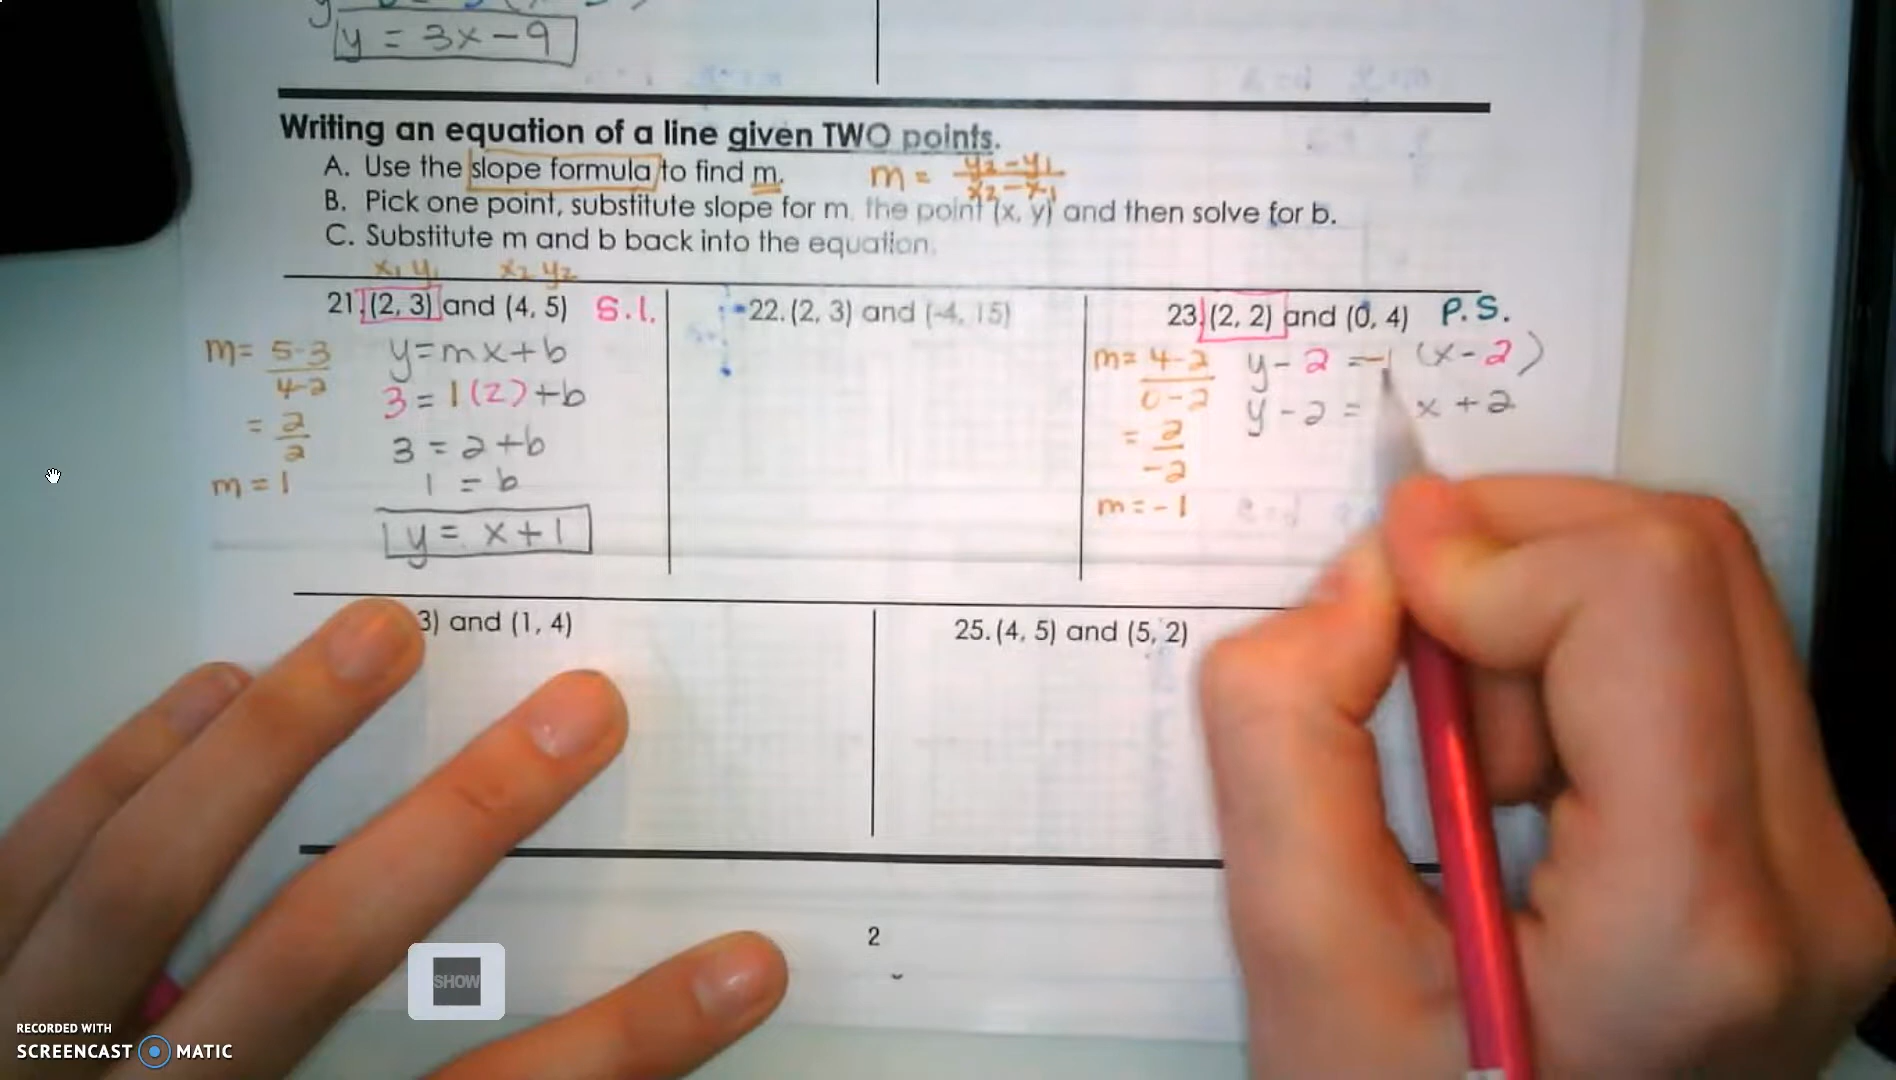 y = 3x - 9
Writing an equation of a line given TWO points.
A. Use the slope formula to find m. m = y₂-y₁ / x₂-x₁
B. Pick one point, substitute slope for m, the point (x, y) and then solve for b.
C. Substitute m and b back into the equation.
x₁ y₁ x₂ y₂
21. (2, 3) and (4, 5) S.I.
m = 5-3 / 4-2
= 2 / 2
m = 1
y = mx + b
3 = 1(2) + b
3 = 2 + b
1 = b
y = x + 1
22. (2, 3) and (-4, 15)
23. (2, 2) and (0, 4) P.S.
m = 4-2 / 0-2
= 2 / -2
m = -1
y - 2 = -1 (x - 2)
y - 2 = x + 2
3) and (1, 4)
25. (4, 5) and (5, 2)
2
SHOW
RECORDED WITH
SCREENCAST MATIC